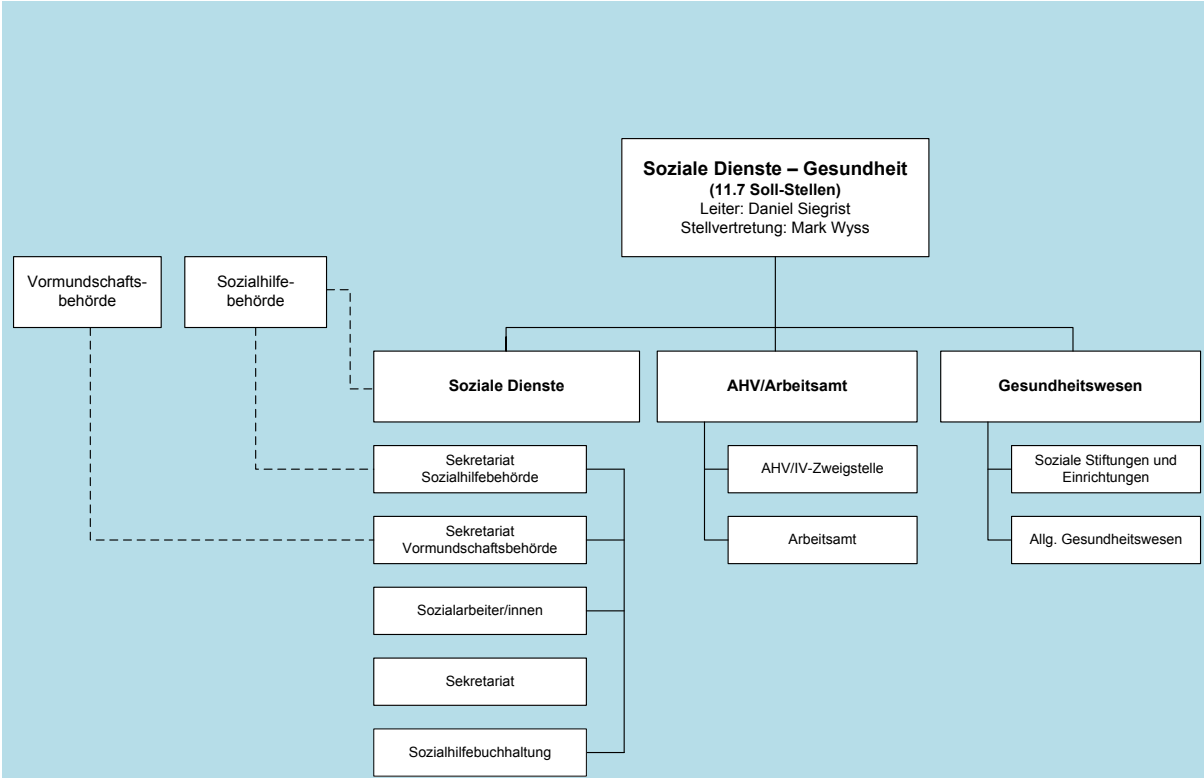 Soziale Dienste – Gesundheit
(11.7 Soll-Stellen)
Leiter: Daniel Siegrist
Stellvertretung: Mark Wyss
Vormundschafts-
behörde
Sozialhilfe-
behörde
Soziale Dienste
AHV/Arbeitsamt
Gesundheitswesen
Sekretariat
Sozialhilfebehörde
AHV/IV-Zweigstelle
Soziale Stiftungen und
Einrichtungen
Sekretariat
Vormundschaftsbehörde
Arbeitsamt
Allg. Gesundheitswesen
Sozialarbeiter/innen
Sekretariat
Sozialhilfebuchhaltung